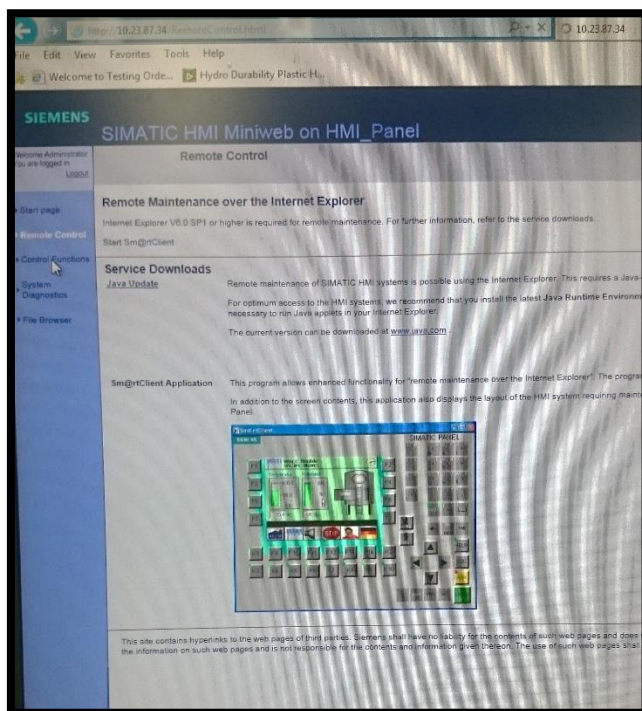 http://10.23.87.34/RemoteControl.html
10.23.87.34
File Edit View Favorites Tools Help
Welcome to Testing Orde... Hydro Durability Plastic H...
SIEMENS
SIMATIC HMI Miniweb on HMI_Panel
Welcome Administrator
You are logged in.
Logout
Remote Control
Start page
Remote Control
Control Functions
System
Diagnostics
File Browser
Remote Maintenance over the Internet Explorer
Internet Explorer V6.0 SP1 or higher is required for remote maintenance. For further information, refer to the service downloads.
Start Sm@rtClient
Service Downloads
Java Update
Remote maintenance of SIMATIC HMI systems is possible using the Internet Explorer. This requires a Java-
For optimum access to the HMI systems, we recommend that you install the latest Java Runtime Environm
necessary to run Java applets in your Internet Explorer.
The current version can be downloaded at www.java.com .
Sm@rtClient Application
This program allows enhanced functionality for "remote maintenance over the Internet Explorer". The progra
In addition to the screen contents, this application also displays the layout of the HMI system requiring mainte
Panel.
SIEMENS
SIMATIC PANEL
STOP
This site contains hyperlinks to the web pages of third parties. Siemens shall have no liability for the contents of such web pages and does
the information on such web pages and is not responsible for the contents and information given thereon. The use of such web pages shall